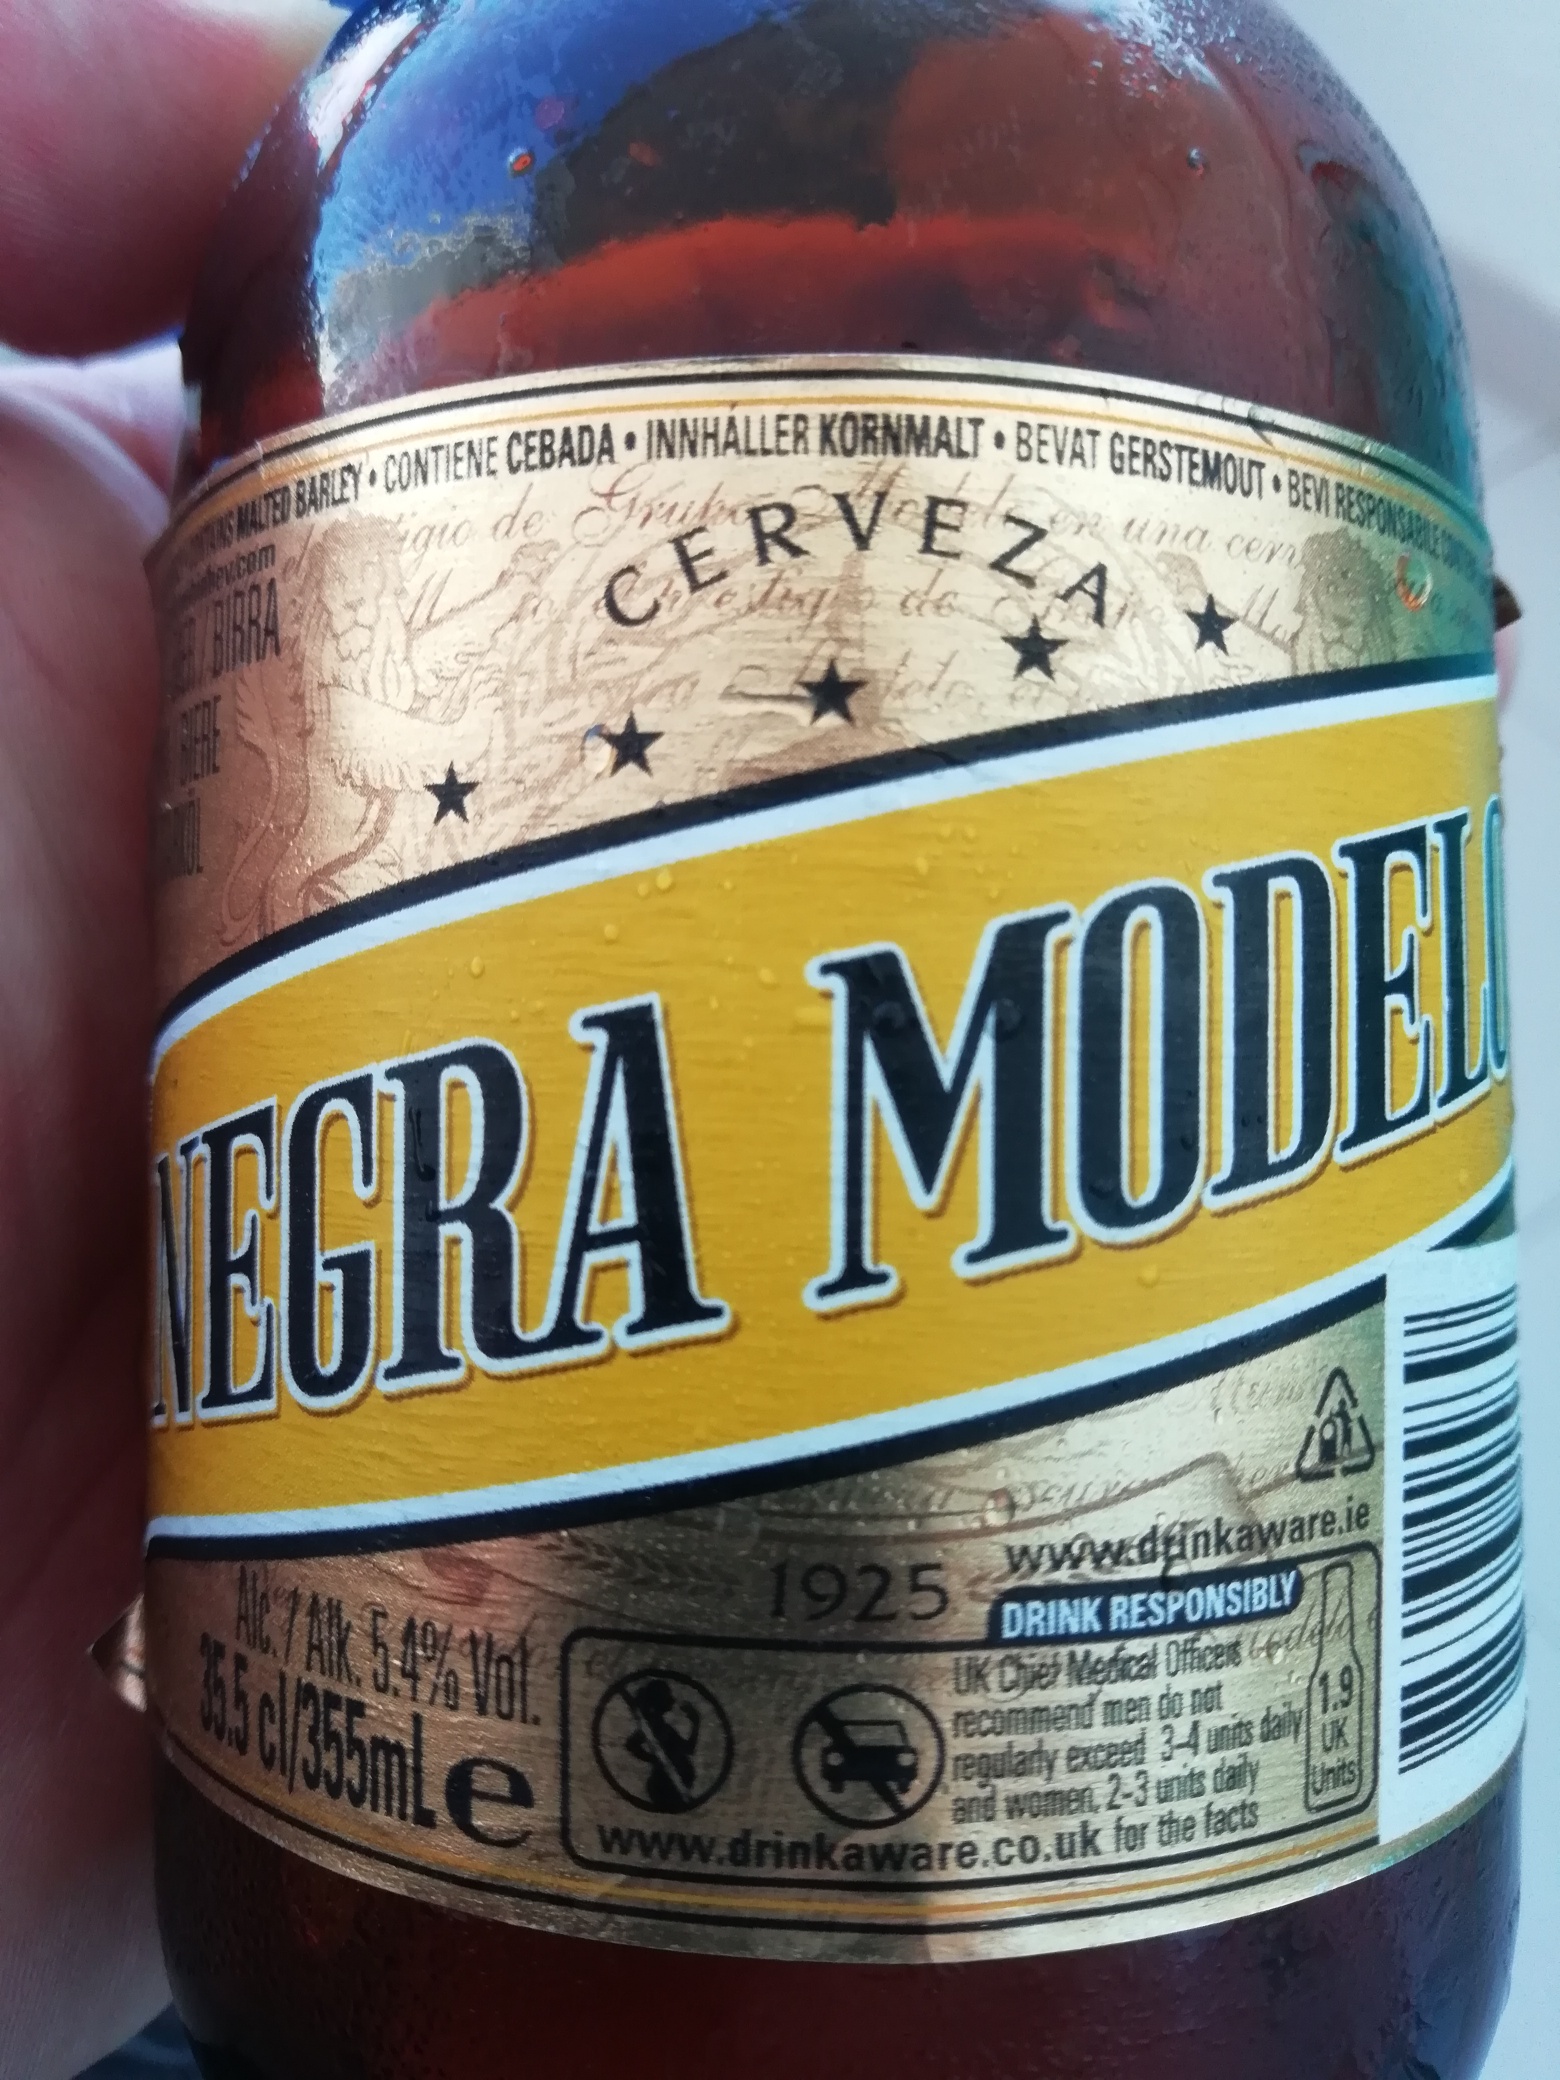 MALTED BARLEY • CONTIENE CEBADA • INNHÅLLER KORNMALT • BEVAT GERSTEMOUT • BEVI RESPONSABILE
CERVEZA
BIRRA
BIERE
NEGRA MODELO
1925
Alc. / Alk. 5.4% Vol.
35.5 cl/355mL e
www.drinkaware.ie
DRINK RESPONSIBLY
UK Chief Medical Officers
recommend men do not
regularly exceed 3-4 units daily
and women, 2-3 units daily
www.drinkaware.co.uk for the facts
1.9
UK
Units